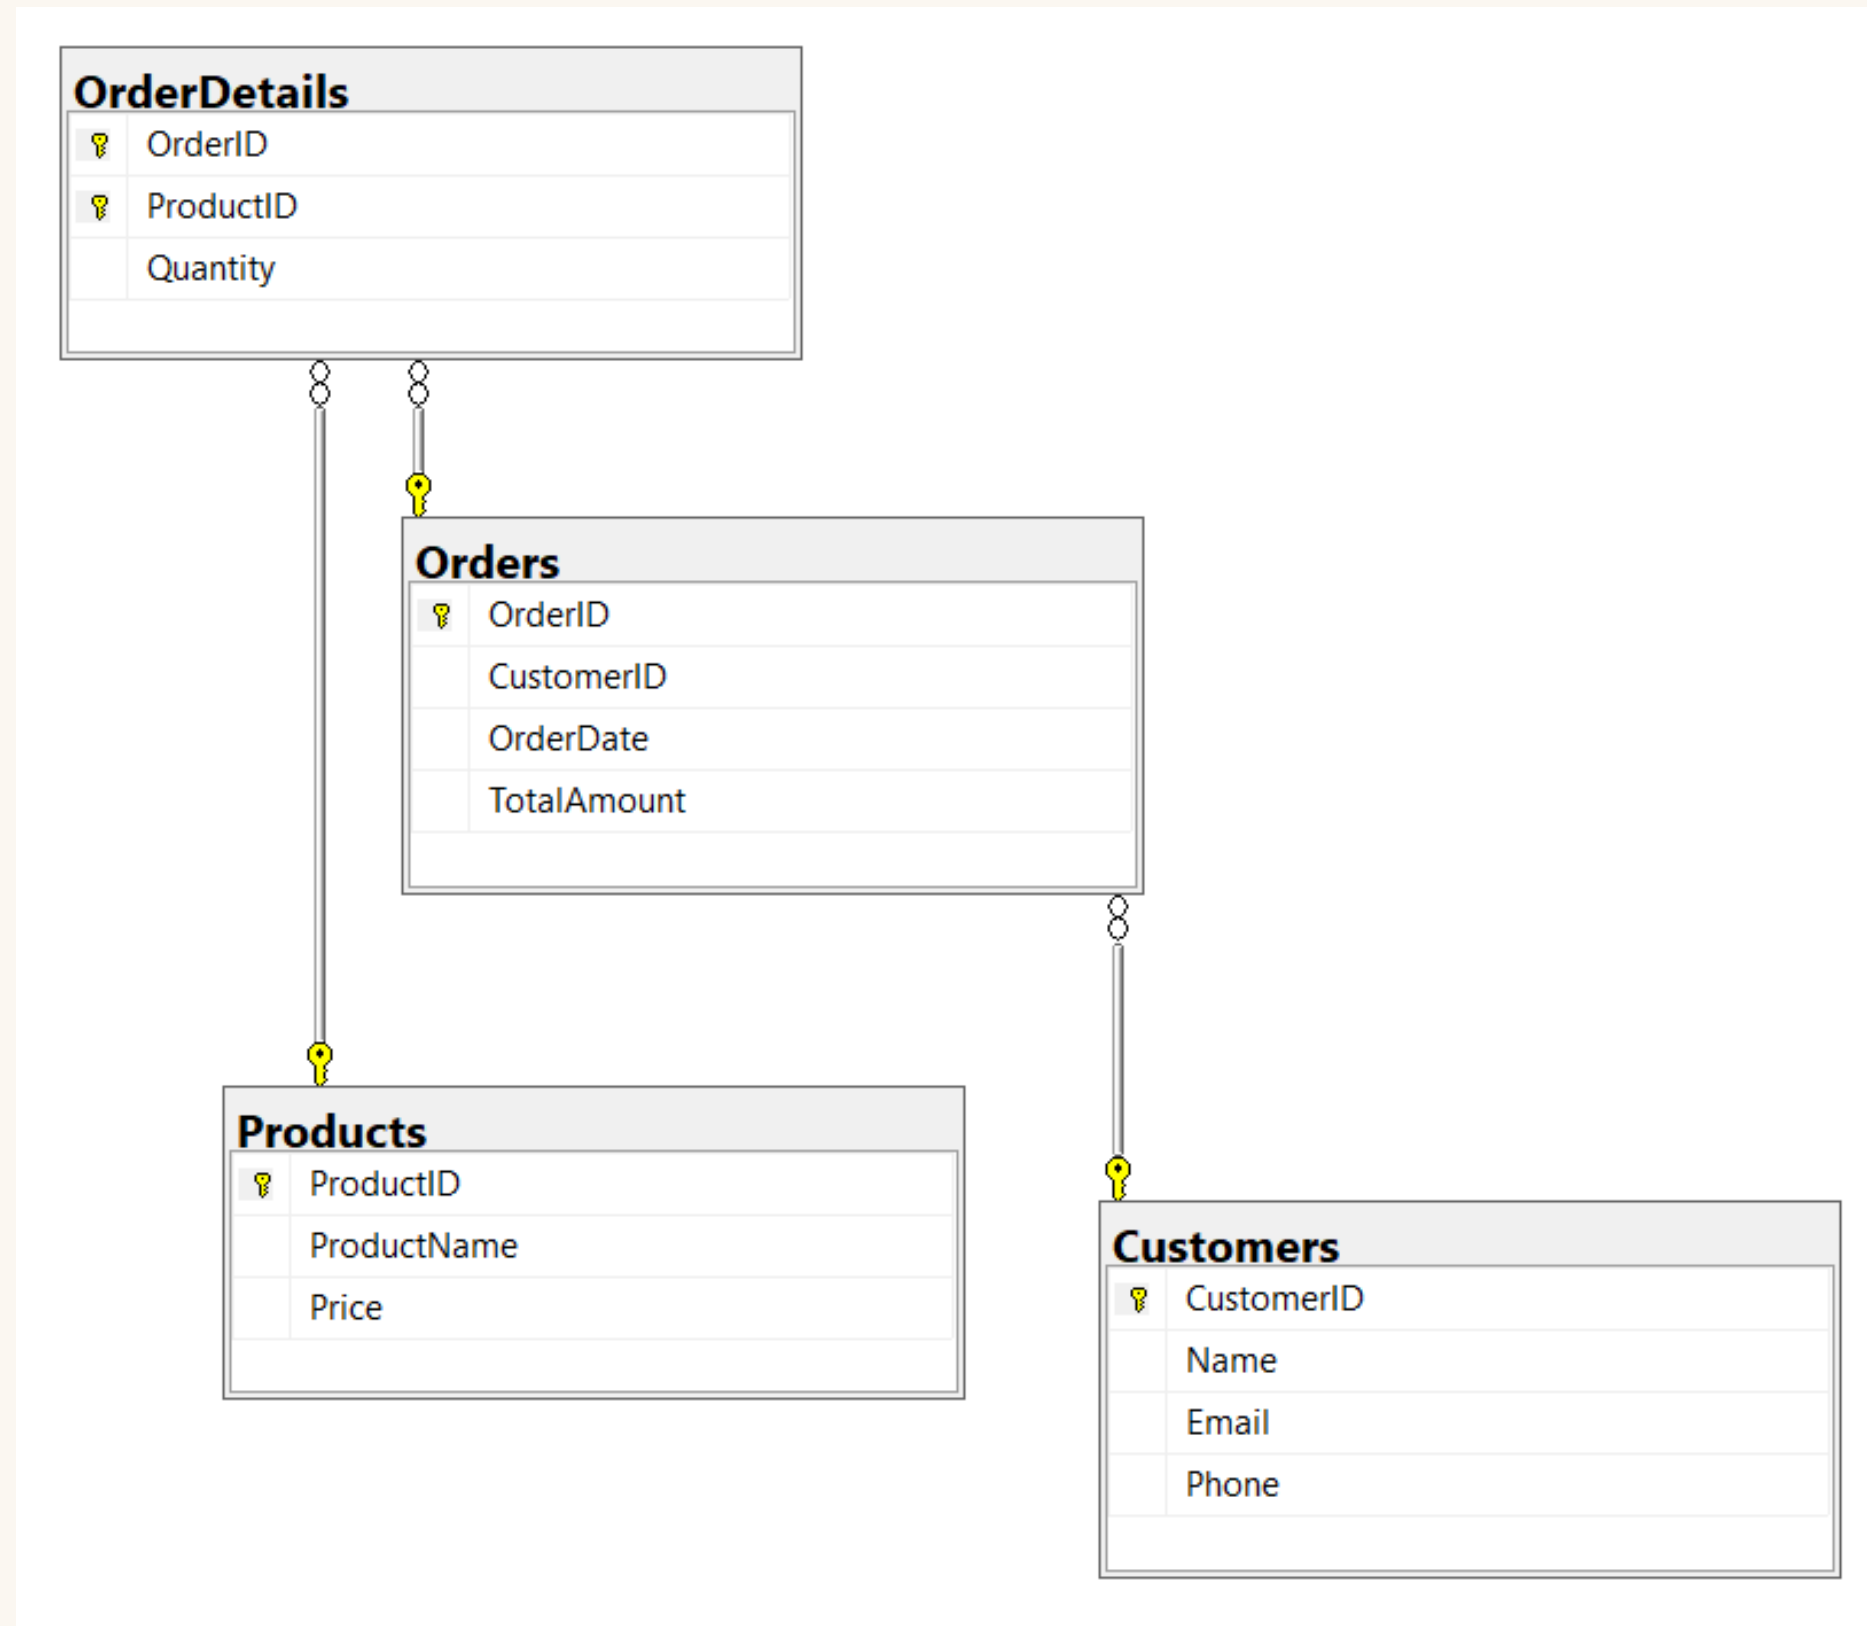 OrderDetails
OrderID
ProductID
Quantity
Orders
OrderID
CustomerID
OrderDate
TotalAmount
Products
ProductID
ProductName
Price
Customers
CustomerID
Name
Email
Phone